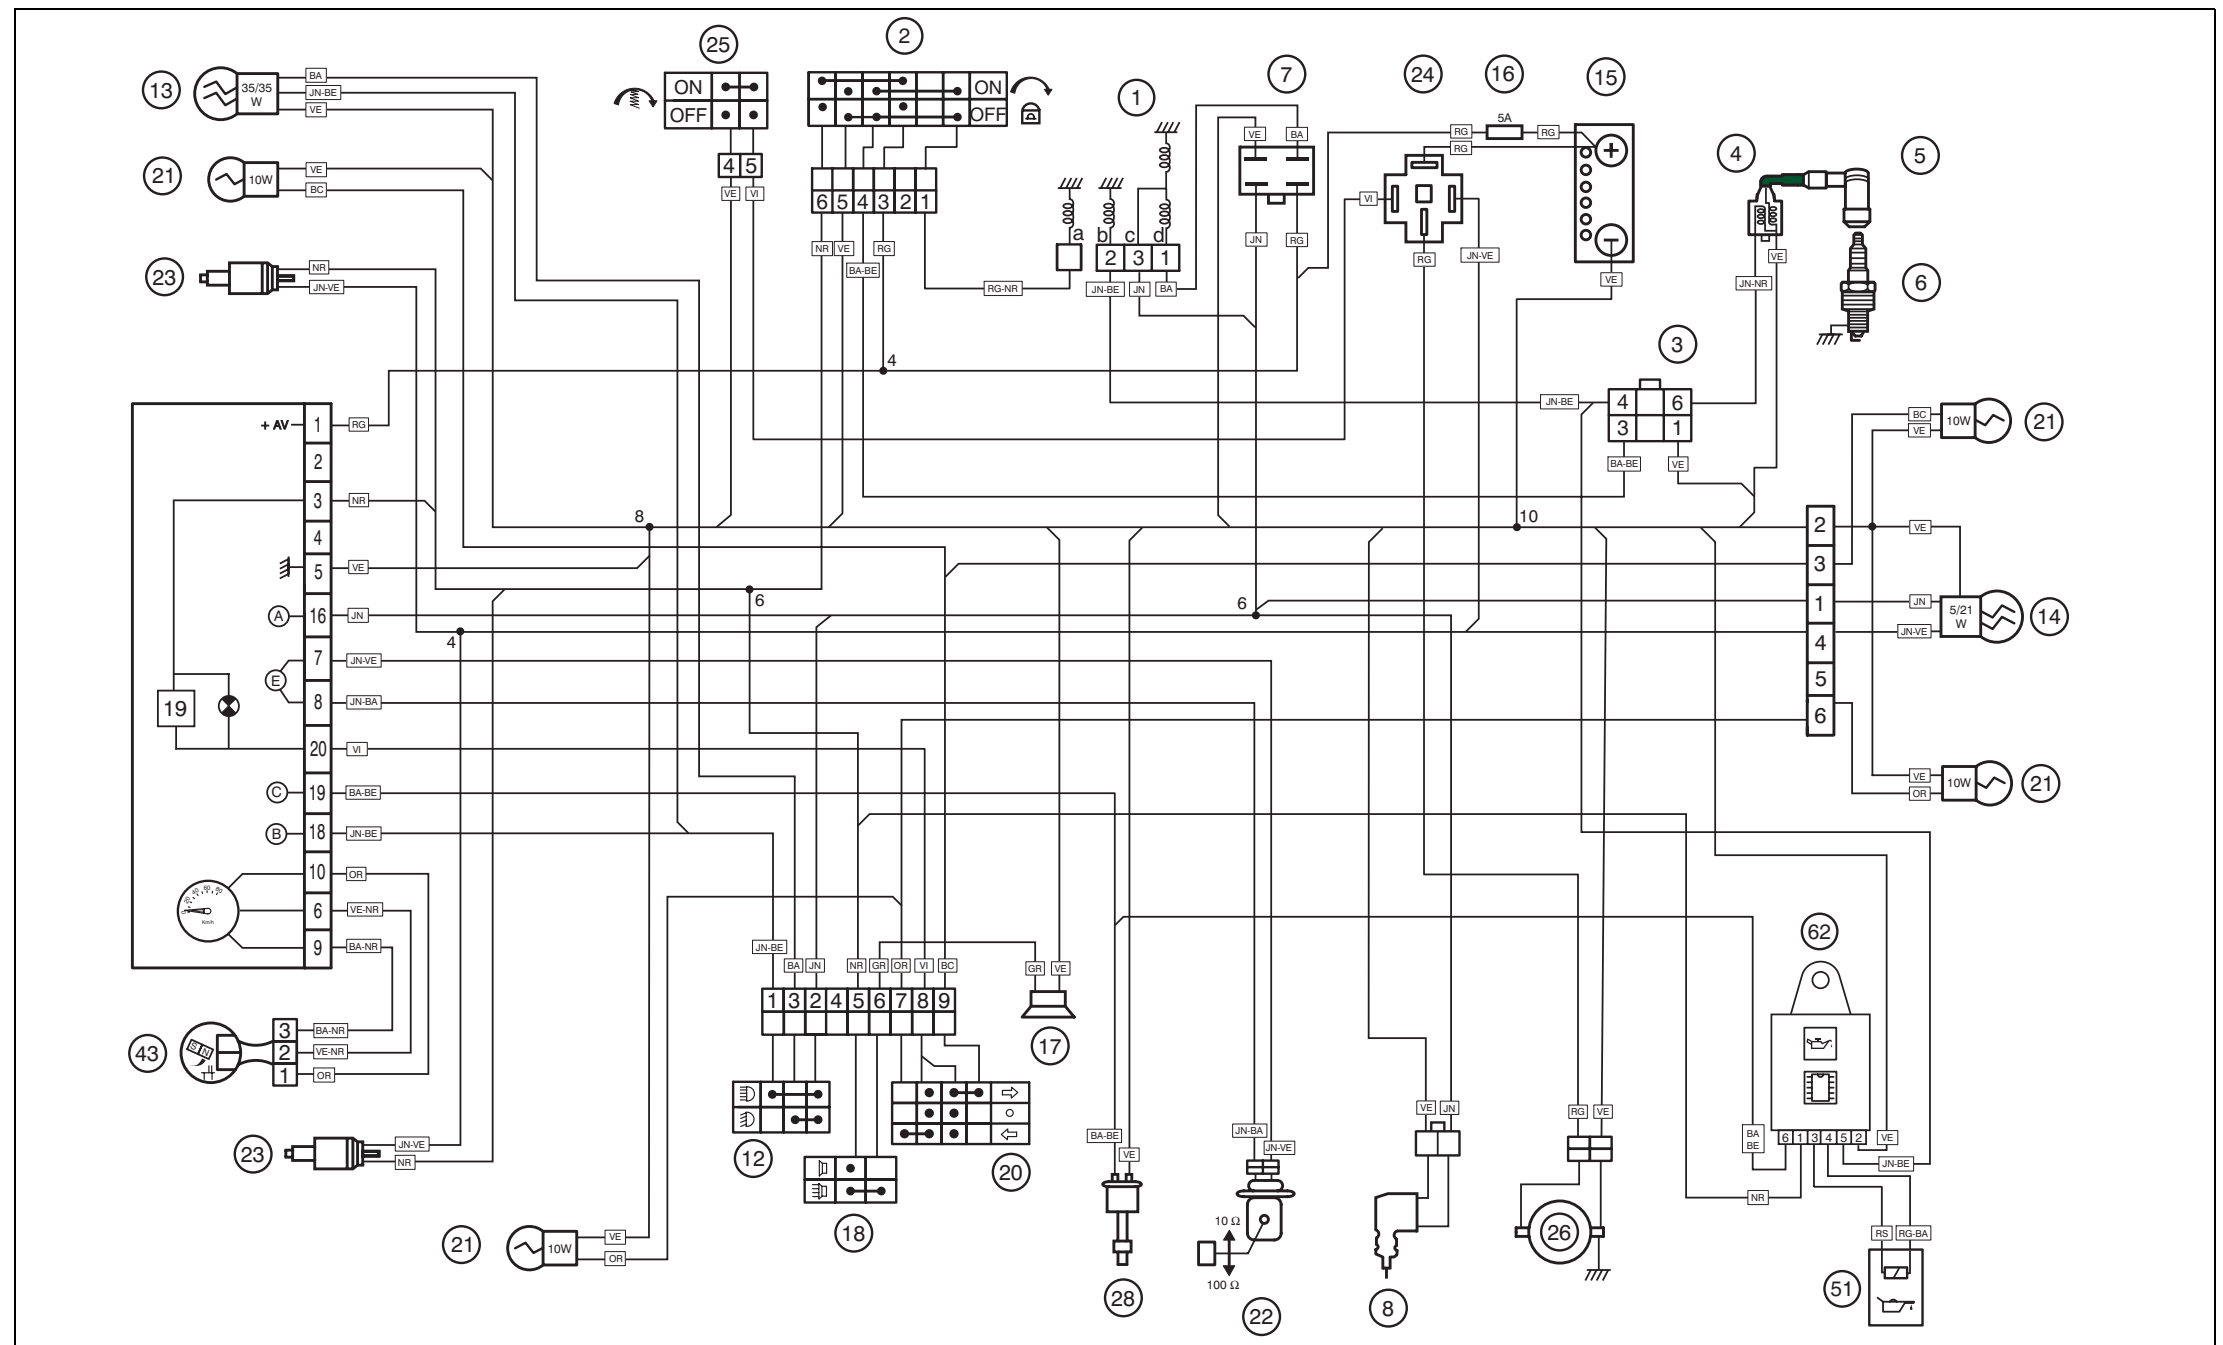 25
2
7
24
16
15
1
13
35/35 W
BA
JN-BE
VE
ON
OFF
4 5
VE VI
ON
OFF
6 5 4 3 2 1
NR VE
RG
BA-BE
RG-NR
a
b c d
2 3 1
JN-BE JN BA
VE BA
JN RG
5A
RG RG
RG
VI
RG
JN-VE
+
−
VE
4
5
6
VE
JN-NR
21
10W
VE
BC
23
NR
JN-VE
3
4 6
3 1
JN-BE
BA-BE VE
4
+ AV
1 RG
2
3 NR
4
5 VE
A 16 JN
7 JN-VE
E
8 JN-BA
19
20 VI
C 19 BA-BE
B 18 JN-BE
10 OR
6 VE-NR
9 BA-NR
0 20 40 60 80
Km/h
8
10
6
6
4
2
3
1
4
5
6
BC
VE
10W
21
VE
JN
JN-VE
5/21 W
14
VE
OR
10W
21
43
S N
3 BA-NR
2 VE-NR
1 OR
23
JN-VE
NR
21
10W
VE
OR
JN-BE
BA JN NR GR OR VI BC
1 3 2 4 5 6 7 8 9
12
18
20
GR VE
17
BA-BE
VE
28
JN-BA
JN-VE
10 Ω
100 Ω
22
VE JN
8
RG VE
26
62
BA BE
6 1 3 4 5 2
VE
JN-BE
NR
RS RG-BA
51